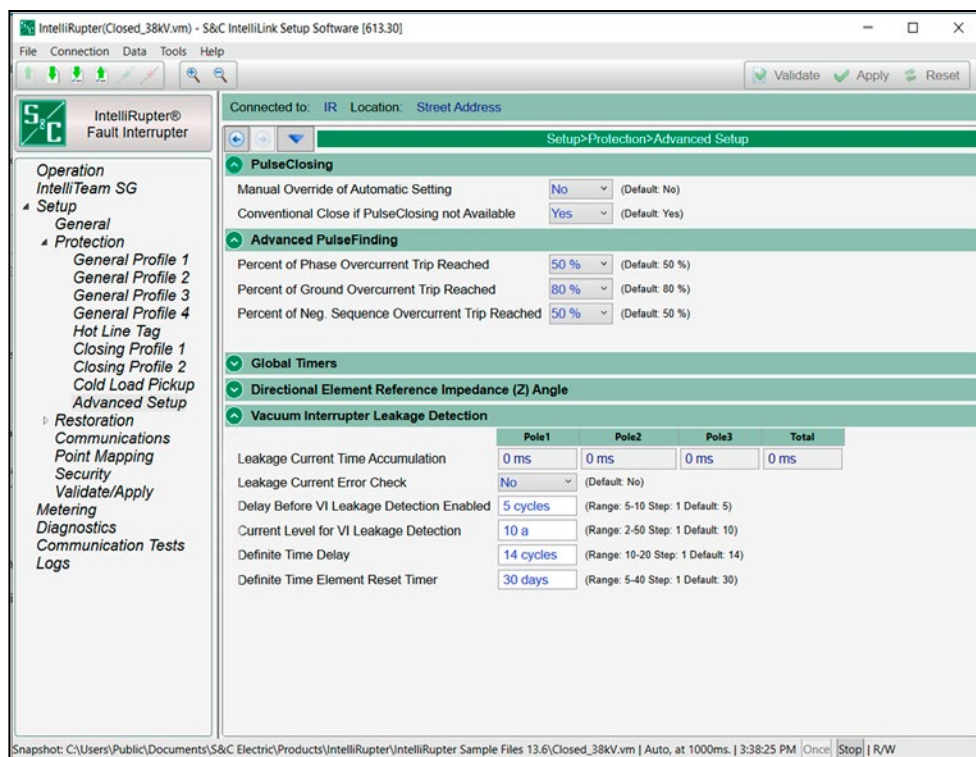 IntelliRupter(Closed_38kV.vm) - S&C IntelliLink Setup Software [613.30]
File Connection Data Tools Help
Validate Apply Reset
S&C
IntelliRupter®
Fault Interrupter
Connected to: IR Location: Street Address
Setup>Protection>Advanced Setup
Operation
IntelliTeam SG
Setup
General
Protection
General Profile 1
General Profile 2
General Profile 3
General Profile 4
Hot Line Tag
Closing Profile 1
Closing Profile 2
Cold Load Pickup
Advanced Setup
Restoration
Communications
Point Mapping
Security
Validate/Apply
Metering
Diagnostics
Communication Tests
Logs
PulseClosing
Manual Override of Automatic Setting No (Default: No)
Conventional Close if PulseClosing not Available Yes (Default: Yes)
Advanced PulseFinding
Percent of Phase Overcurrent Trip Reached 50 % (Default: 50 %)
Percent of Ground Overcurrent Trip Reached 80 % (Default: 80 %)
Percent of Neg. Sequence Overcurrent Trip Reached 50 % (Default: 50 %)
Global Timers
Directional Element Reference Impedance (Z) Angle
Vacuum Interrupter Leakage Detection
Pole1 Pole2 Pole3 Total
Leakage Current Time Accumulation 0 ms 0 ms 0 ms 0 ms
Leakage Current Error Check No (Default: No)
Delay Before VI Leakage Detection Enabled 5 cycles (Range: 5-10 Step: 1 Default: 5)
Current Level for VI Leakage Detection 10 a (Range: 2-50 Step: 1 Default: 10)
Definite Time Delay 14 cycles (Range: 10-20 Step: 1 Default: 14)
Definite Time Element Reset Timer 30 days (Range: 5-40 Step: 1 Default: 30)
Snapshot: C:\Users\Public\Documents\S&C Electric\Products\IntelliRupter\IntelliRupter Sample Files 13.6\Closed_38kV.vm | Auto, at 1000ms. | 3:38:25 PM Once Stop | R/W